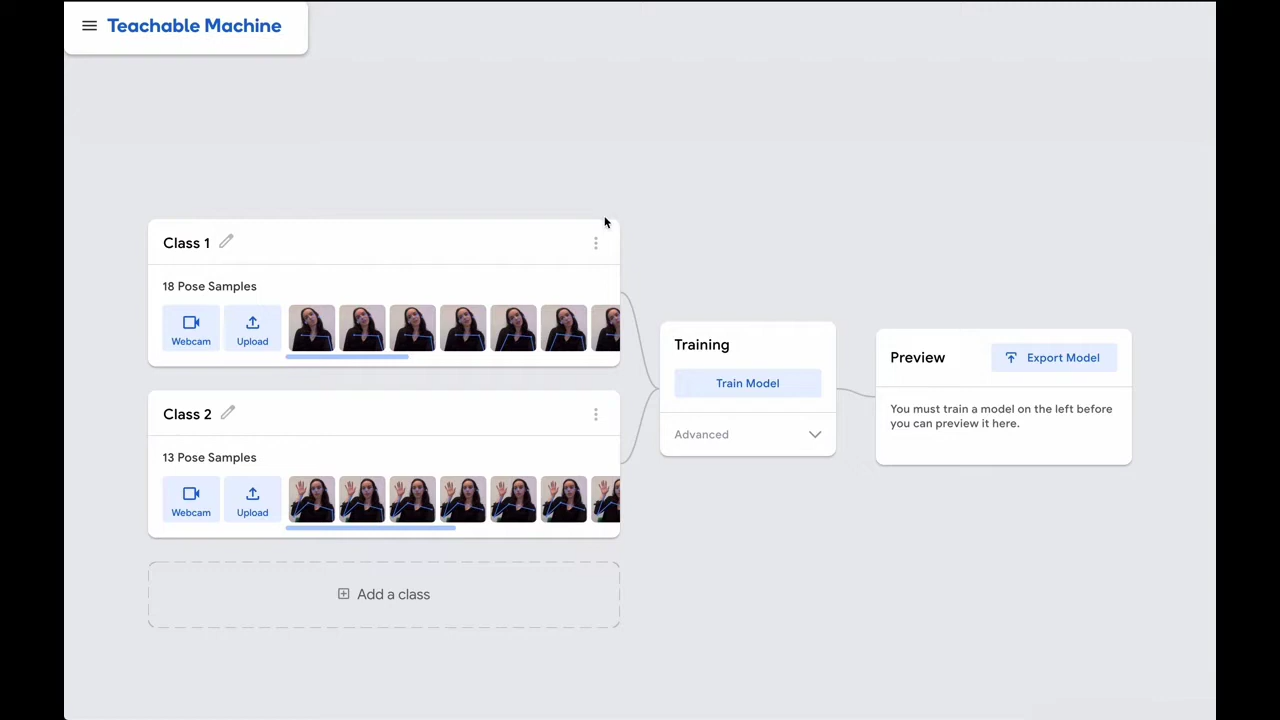 Teachable Machine
Class 1
18 Pose Samples
Webcam
Upload
Class 2
13 Pose Samples
Webcam
Upload
Add a class
Training
Train Model
Advanced
Preview
Export Model
You must train a model on the left before
you can preview it here.